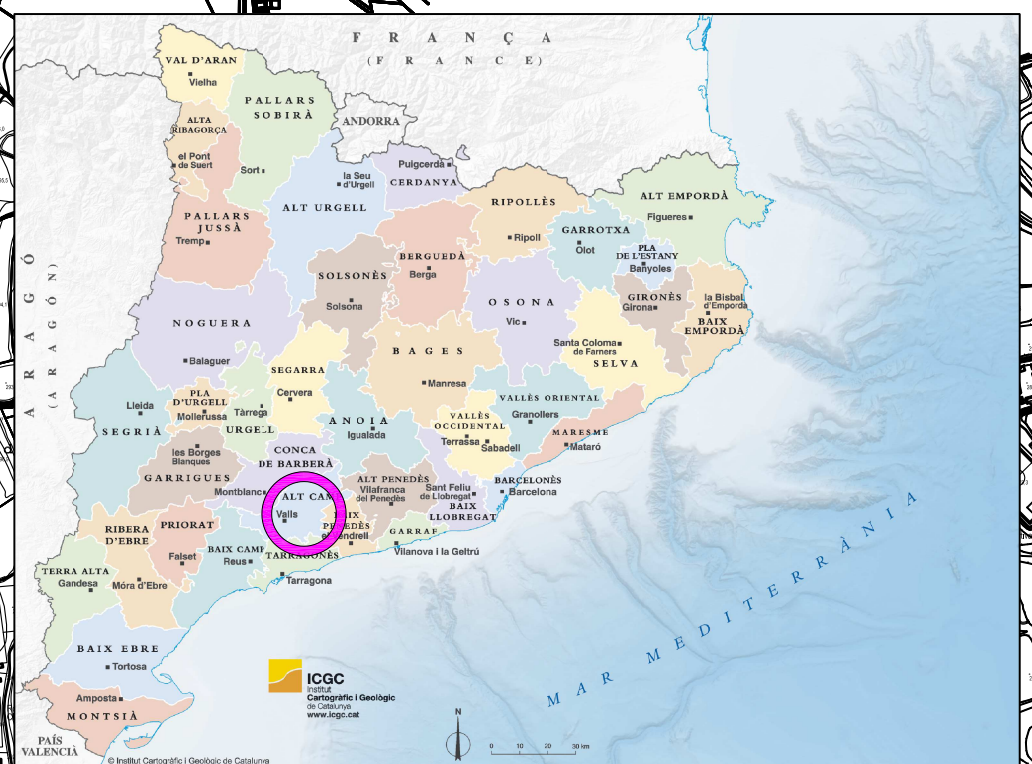 F R A N Ç A
( F R A N C E )
VAL D'ARAN
Vielha
PALLARS
SOBIRÀ
ANDORRA
ALTA
RIBAGORÇA
el Pont
de Suert
Sort
Puigcerdà
CERDANYA
la Seu
d'Urgell
ALT URGELL
RIPOLLÈS
Ripoll
ALT EMPORDÀ
Figueres
GARROTXA
Olot
PLA
DE L'ESTANY
Banyoles
PALLARS
JUSSÀ
Tremp
BERGUEDÀ
Berga
SOLSONÈS
Solsona
GIRONÈS
Girona
la Bisbal
d'Empordà
BAIX
EMPORDÀ
OSONA
Vic
A R A G Ó
( A R A G Ó N )
NOGUERA
Balaguer
Santa Coloma
de Farners
SELVA
BAGES
Manresa
SEGARRA
Cervera
PLA
D'URGELL
Mollerussa
Tàrrega
URGELL
Lleida
SEGRIÀ
ANOIA
Igualada
VALLÈS ORIENTAL
Granollers
VALLÈS
OCCIDENTAL
Terrassa
Sabadell
MARESME
Mataró
les Borges
Blanques
GARRIGUES
CONCA
DE BARBERÀ
Montblanc
ALT PENEDÈS
Vilafranca
del Penedès
Sant Feliu
de Llobregat
BAIX
LLOBREGAT
BARCELONÈS
Barcelona
ALT CAM
Valls
PENEDÈS
GARRAF
Vilanova i la Geltrú
RIBERA
D'EBRE
PRIORAT
Falset
BAIX CAMP
Reus
TARRAGONÈS
Tarragona
TERRA ALTA
Gandesa
Móra d'Ebre
BAIX EBRE
Tortosa
Amposta
MONTSIÀ
PAÍS
VALENCIÀ
MAR MEDITERRÀNIA
ICGC
Institut
Cartogràfic i Geològic
de Catalunya
www.icgc.cat
N
0 10 20 30 km
© Institut Cartogràfic i Geològic de Catalunya